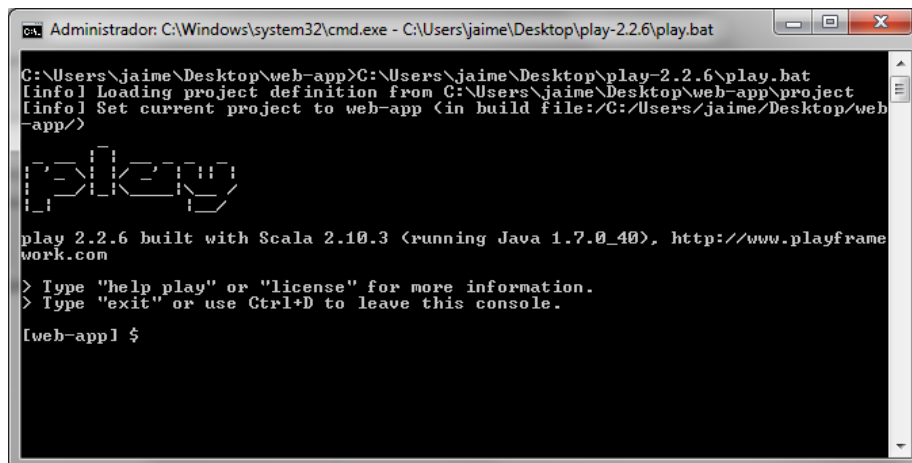 Administrador: C:\Windows\system32\cmd.exe - C:\Users\jaime\Desktop\play-2.2.6\play.bat
C:\Users\jaime\Desktop\web-app>C:\Users\jaime\Desktop\play-2.2.6\play.bat
[info] Loading project definition from C:\Users\jaime\Desktop\web-app\project
[info] Set current project to web-app (in build file:/C:/Users/jaime/Desktop/web
-app/)
play
play 2.2.6 built with Scala 2.10.3 (running Java 1.7.0_40), http://www.playframe
work.com
> Type "help play" or "license" for more information.
> Type "exit" or use Ctrl+D to leave this console.
[web-app] $